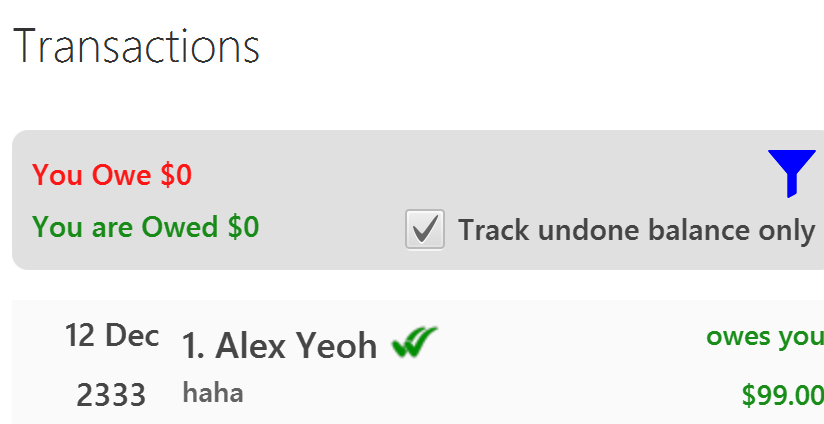 Transactions
You Owe $0
You are Owed $0
Track undone balance only
12 Dec
2333
1. Alex Yeoh
haha
owes you
$99.00